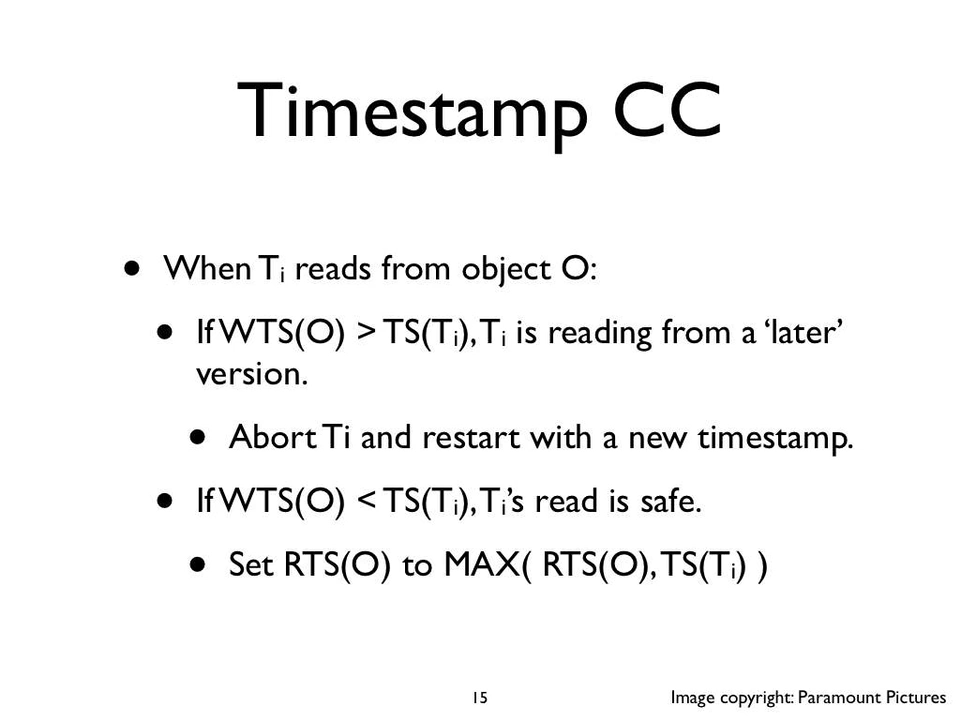 Timestamp CC
• When Ti reads from object O:
• If WTS(O) > TS(Ti), Ti is reading from a ‘later’
version.
• Abort Ti and restart with a new timestamp.
• If WTS(O) < TS(Ti), Ti’s read is safe.
• Set RTS(O) to MAX( RTS(O), TS(Ti) )
15
Image copyright: Paramount Pictures